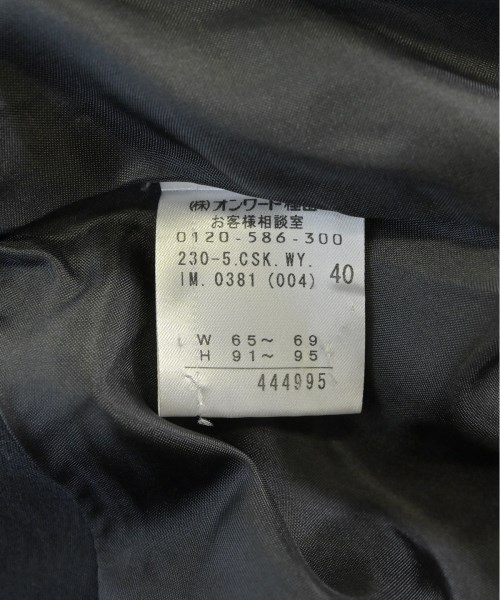 (株)オンワード樫山
お客様相談室
0120-586-300
230-5.CSK.WY.
IM.0381 (004) 40
W 65～ 69
H 91～ 95
444995